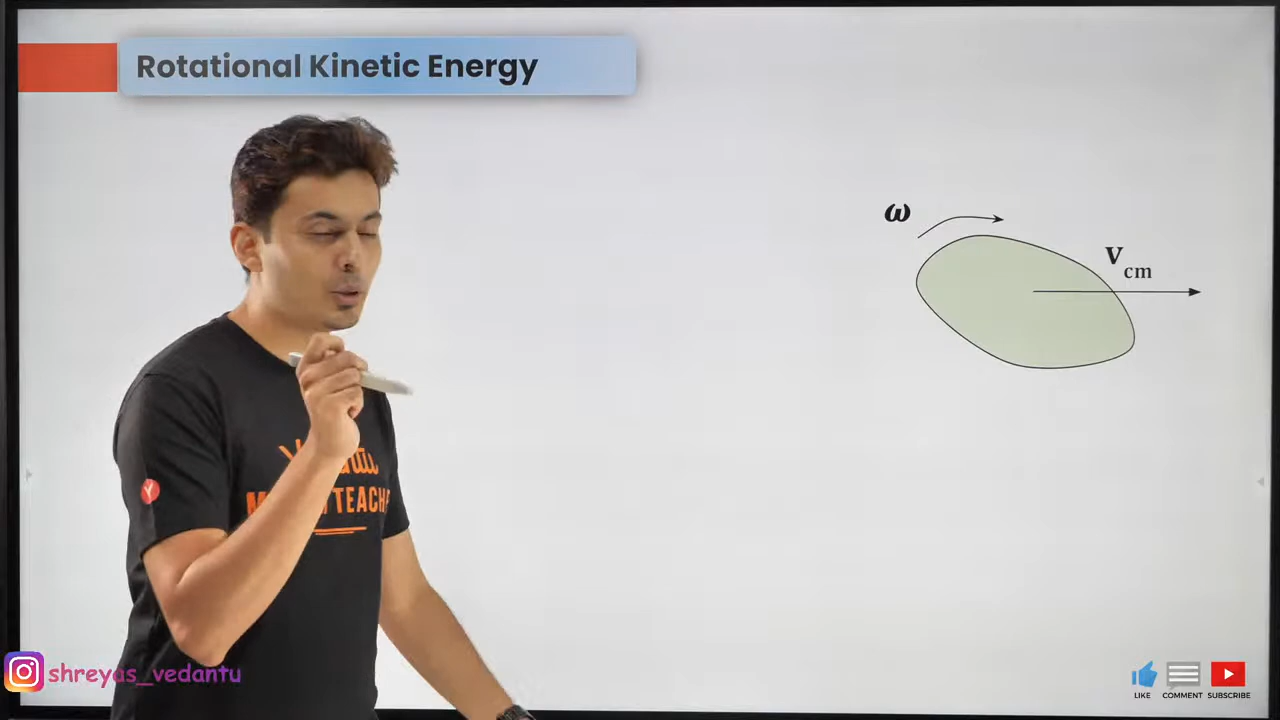 Rotational Kinetic Energy
ω
v
cm
shreyas_vedantu
LIKE
COMMENT
SUBSCRIBE